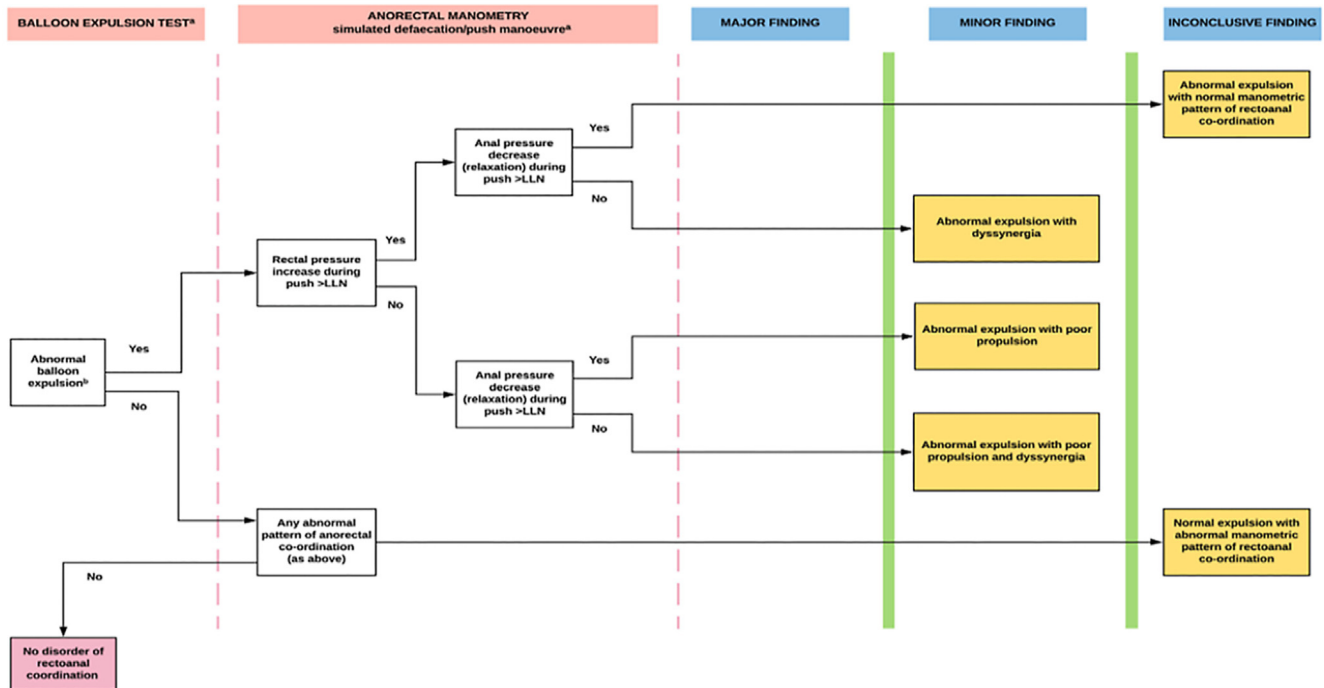 BALLOON EXPULSION TESTᵃ
ANORECTAL MANOMETRY
simulated defaecation/push manoeuvreᵃ
MAJOR FINDING
MINOR FINDING
INCONCLUSIVE FINDING
Abnormal expulsion
with normal manometric
pattern of rectoanal
co-ordination
Yes
Anal pressure
decrease
(relaxation) during
push >LLN
No
Abnormal expulsion with
dyssynergia
Yes
Rectal pressure
increase during
push >LLN
No
Abnormal expulsion with poor
propulsion
Yes
Abnormal
balloon
expulsionᵇ
Yes
Anal pressure
decrease
(relaxation) during
push >LLN
No
No
Abnormal expulsion with poor
propulsion and dyssynergia
Any abnormal
pattern of anorectal
co-ordination
(as above)
Normal expulsion with
abnormal manometric
pattern of rectoanal
co-ordination
No
No disorder of
rectoanal
coordination